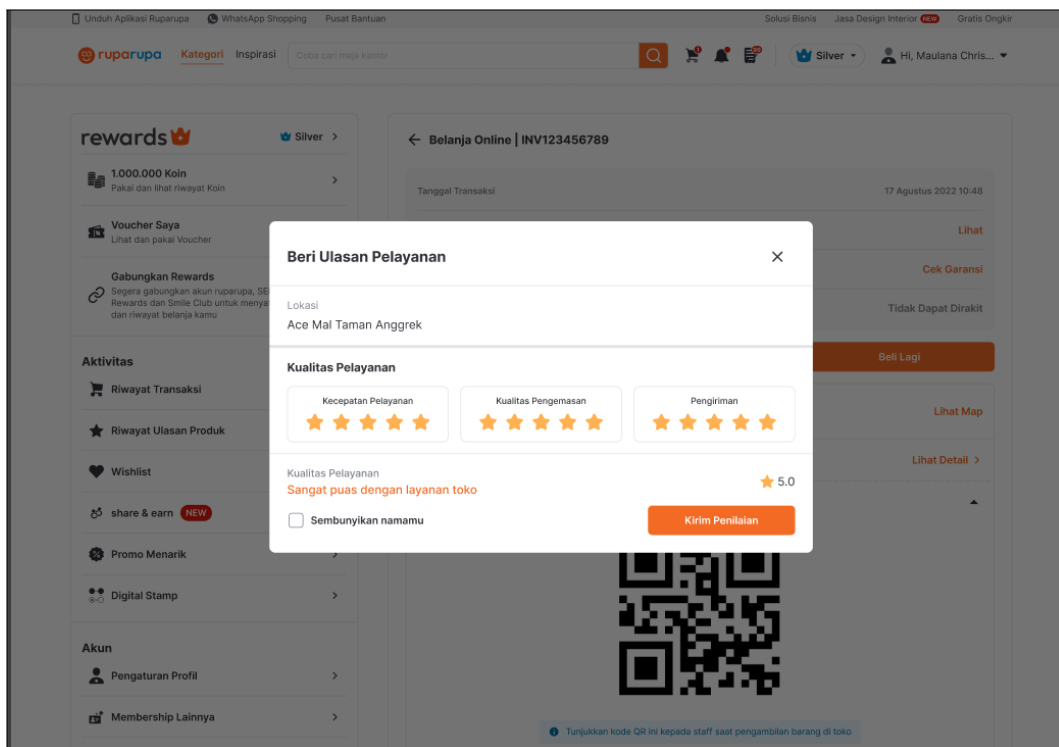 Unduh Aplikasi Ruparupa WhatsApp Shopping Pusat Bantuan Solusi Bisnis Jasa Design Interior NEW Gratis Ongkir
ruparupa Kategori Inspirasi Coba cari meja kantor Silver Hi, Maulana Chris...
rewards Silver
1.000.000 Koin
Pakai dan lihat riwayat Koin
Voucher Saya
Lihat dan pakai Voucher
Gabungkan Rewards
Segera gabungkan akun ruparupa, SE
Rewards dan Smile Club untuk menya
dan riwayat belanja kamu
Aktivitas
Riwayat Transaksi
Riwayat Ulasan Produk
Wishlist
share & earn NEW
Promo Menarik
Digital Stamp
Akun
Pengaturan Profil
Membership Lainnya
Belanja Online | INV123456789
Tanggal Transaksi 17 Agustus 2022 10:48
Lihat
Cek Garansi
Tidak Dapat Dirakit
Beli Lagi
Lihat Map
Lihat Detail
Beri Ulasan Pelayanan
Lokasi
Ace Mal Taman Anggrek
Kualitas Pelayanan
Kecepatan Pelayanan Kualitas Pengemasan Pengiriman
Kualitas Pelayanan
Sangat puas dengan layanan toko 5.0
Sembunyikan namamu Kirim Penilaian
Tunjukkan kode QR ini kepada staff saat pengambilan barang di toko